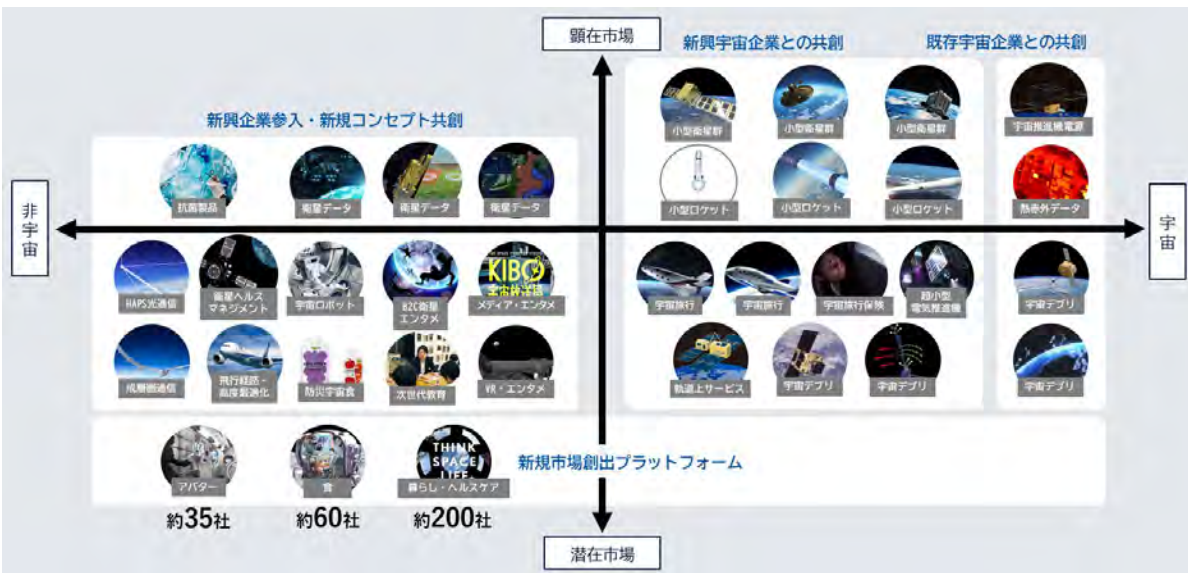 顕在市場
新興宇宙企業との共創
既存宇宙企業との共創
小型衛星群
小型衛星群
小型衛星群
宇宙推進機電源
新興企業参入・新規コンセプト共創
抗菌製品
衛星データ
衛星データ
衛星データ
小型ロケット
小型ロケット
小型ロケット
熱赤外データ
非宇宙
宇宙
HAPS光通信
衛星ヘルス
マネジメント
宇宙ロボット
B2C衛星
エンタメ
KIBO
宇宙放送局
メディア・エンタメ
宇宙旅行
宇宙旅行
宇宙旅行保険
超小型
電気推進機
宇宙デブリ
成層圏通信
飛行経路・
高度最適化
防災宇宙食
次世代教育
VR・エンタメ
軌道上サービス
宇宙デブリ
宇宙デブリ
宇宙デブリ
THINK
SPACE
LIFE
アバター
食
暮らし・ヘルスケア
新規市場創出プラットフォーム
約35社
約60社
約200社
潜在市場